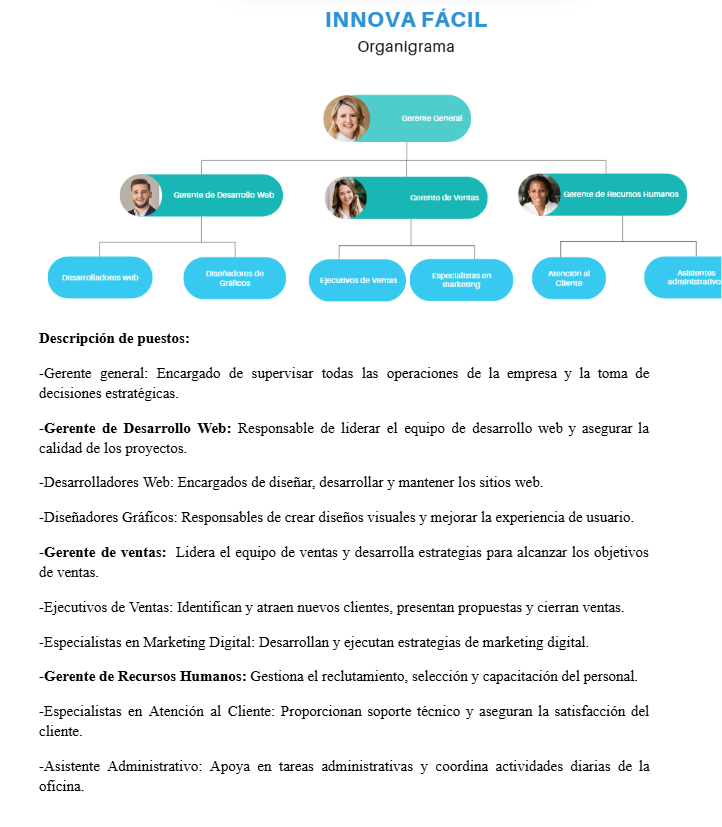 INNOVA FÁCIL
Organigrama
Gerente General
Gerente de Desarrollo Web
Gerente de Ventas
Gerente de Recursos Humanos
Desarrolladores web
Diseñadores de
Gráficos
Ejecutivos de Ventas
Especialistas en
marketing
Atención al
Cliente
Asistentes
administrativo
Descripción de puestos:
-Gerente general: Encargado de supervisar todas las operaciones de la empresa y la toma de
decisiones estratégicas.
-Gerente de Desarrollo Web: Responsable de liderar el equipo de desarrollo web y asegurar la
calidad de los proyectos.
-Desarrolladores Web: Encargados de diseñar, desarrollar y mantener los sitios web.
-Diseñadores Gráficos: Responsables de crear diseños visuales y mejorar la experiencia de usuario.
-Gerente de ventas: Lidera el equipo de ventas y desarrolla estrategias para alcanzar los objetivos
de ventas.
-Ejecutivos de Ventas: Identifican y atraen nuevos clientes, presentan propuestas y cierran ventas.
-Especialistas en Marketing Digital: Desarrollan y ejecutan estrategias de marketing digital.
-Gerente de Recursos Humanos: Gestiona el reclutamiento, selección y capacitación del personal.
-Especialistas en Atención al Cliente: Proporcionan soporte técnico y aseguran la satisfacción del
cliente.
-Asistente Administrativo: Apoya en tareas administrativas y coordina actividades diarias de la
oficina.